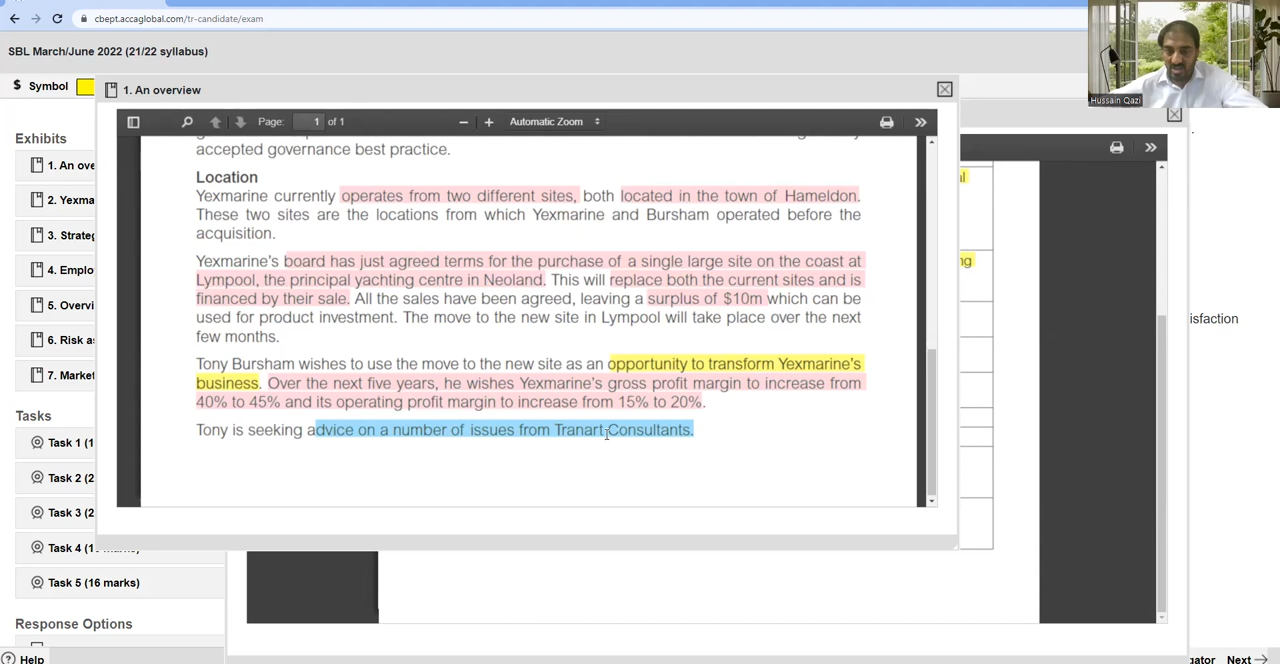 cbept.accaglobal.com/tr-candidate/exam
SBL March/June 2022 (21/22 syllabus)
Hussain Qazi
$ Symbol
1. An overview
Exhibits
Page: 1 of 1
Automatic Zoom
1. An ove
2. Yexma
3. Strateg
4. Emplo
5. Overvi
6. Risk as
7. Market
accepted governance best practice.
Location
Yexmarine currently operates from two different sites, both located in the town of Hameldon.
These two sites are the locations from which Yexmarine and Bursham operated before the
acquisition.
Yexmarine's board has just agreed terms for the purchase of a single large site on the coast at
Lympool, the principal yachting centre in Neoland. This will replace both the current sites and is
financed by their sale. All the sales have been agreed, leaving a surplus of $10m which can be
used for product investment. The move to the new site in Lympool will take place over the next
few months.
Tony Bursham wishes to use the move to the new site as an opportunity to transform Yexmarine's
business. Over the next five years, he wishes Yexmarine's gross profit margin to increase from
40% to 45% and its operating profit margin to increase from 15% to 20%.
Tony is seeking advice on a number of issues from Tranart Consultants.
al
ng
isfaction
Tasks
Task 1 (1
Task 2 (2
Task 3 (2
Task 4 (1
Task 5 (16 marks)
Response Options
Help
gator
Next